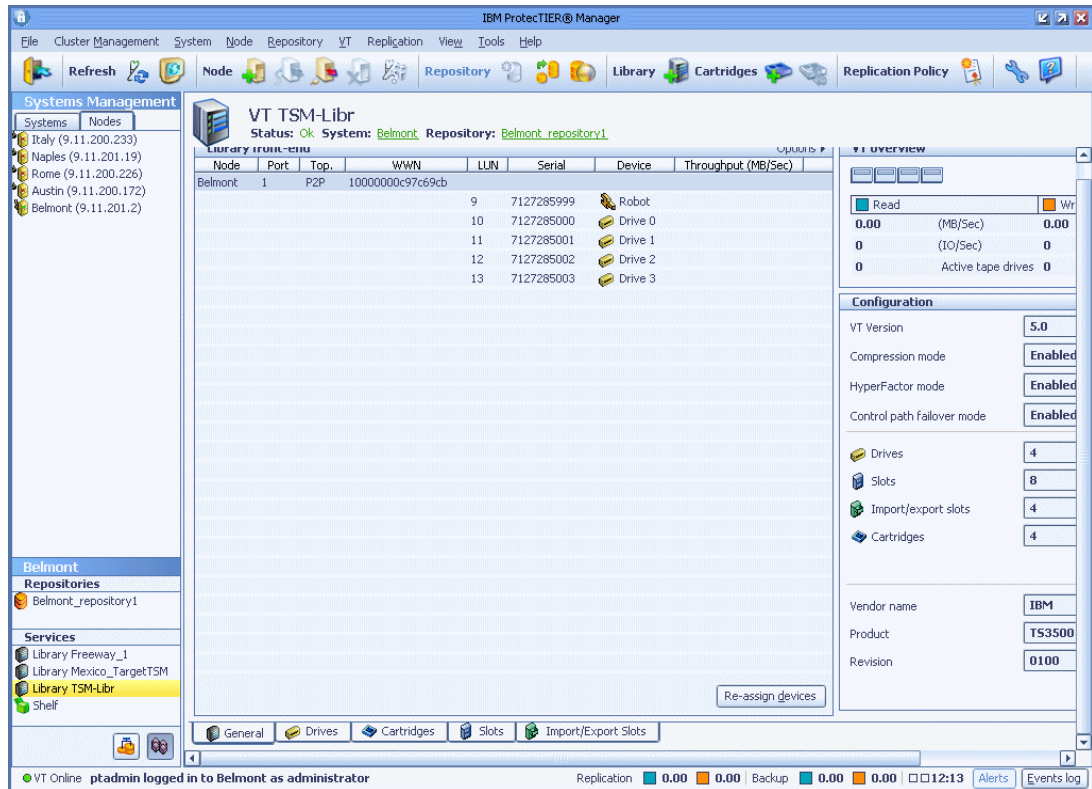 IBM ProtecTIER® Manager
File Cluster Management System Node Repository VT Replication View Tools Help
Refresh Node Repository Library Cartridges Replication Policy
Systems Management
Systems Nodes
Italy (9.11.200.233)
Naples (9.11.201.19)
Rome (9.11.200.226)
Austin (9.11.200.172)
Belmont (9.11.201.2)
Belmont
Repositories
Belmont_repository1
Services
Library Freeway_1
Library Mexico_TargetTSM
Library TSM-Libr
Shelf
VT TSM-Libr
Status: Ok System: Belmont Repository: Belmont_repository1
Library front-end Options
Node Port Top. WWN LUN Serial Device Throughput (MB/Sec)
Belmont 1 P2P 10000000c97c69cb
9 7127285999 Robot
10 7127285000 Drive 0
11 7127285001 Drive 1
12 7127285002 Drive 2
13 7127285003 Drive 3
Re-assign devices
General Drives Cartridges Slots Import/Export Slots
VT overview
Read Wr
0.00 (MB/Sec) 0.00
0 (IO/Sec) 0
0 Active tape drives 0
Configuration
VT Version 5.0
Compression mode Enabled
HyperFactor mode Enabled
Control path failover mode Enabled
Drives 4
Slots 8
Import/export slots 4
Cartridges 4
Vendor name IBM
Product TS3500
Revision 0100
VT Online ptadmin logged in to Belmont as administrator Replication 0.00 0.00 Backup 0.00 0.00 12:13 Alerts Events log